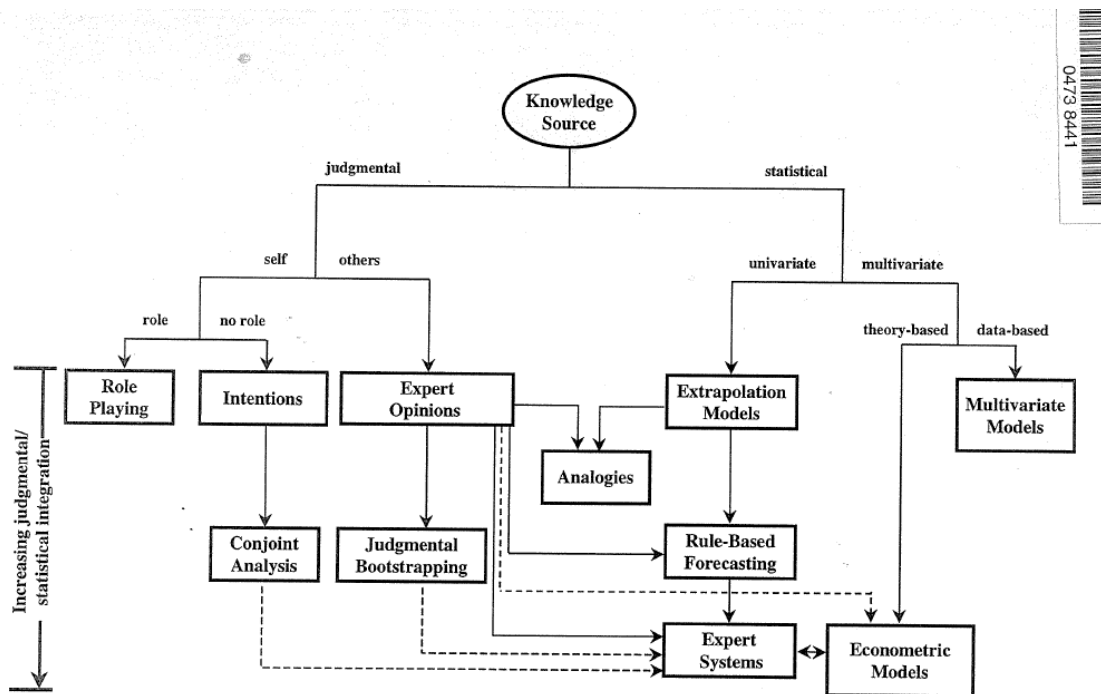 0473 8441
Knowledge
Source
judgmental
statistical
self
others
univariate
multivariate
role
no role
theory-based
data-based
Role
Playing
Intentions
Expert
Opinions
Extrapolation
Models
Multivariate
Models
Analogies
Conjoint
Analysis
Judgmental
Bootstrapping
Rule-Based
Forecasting
Expert
Systems
Econometric
Models
Increasing judgmental/
statistical integration